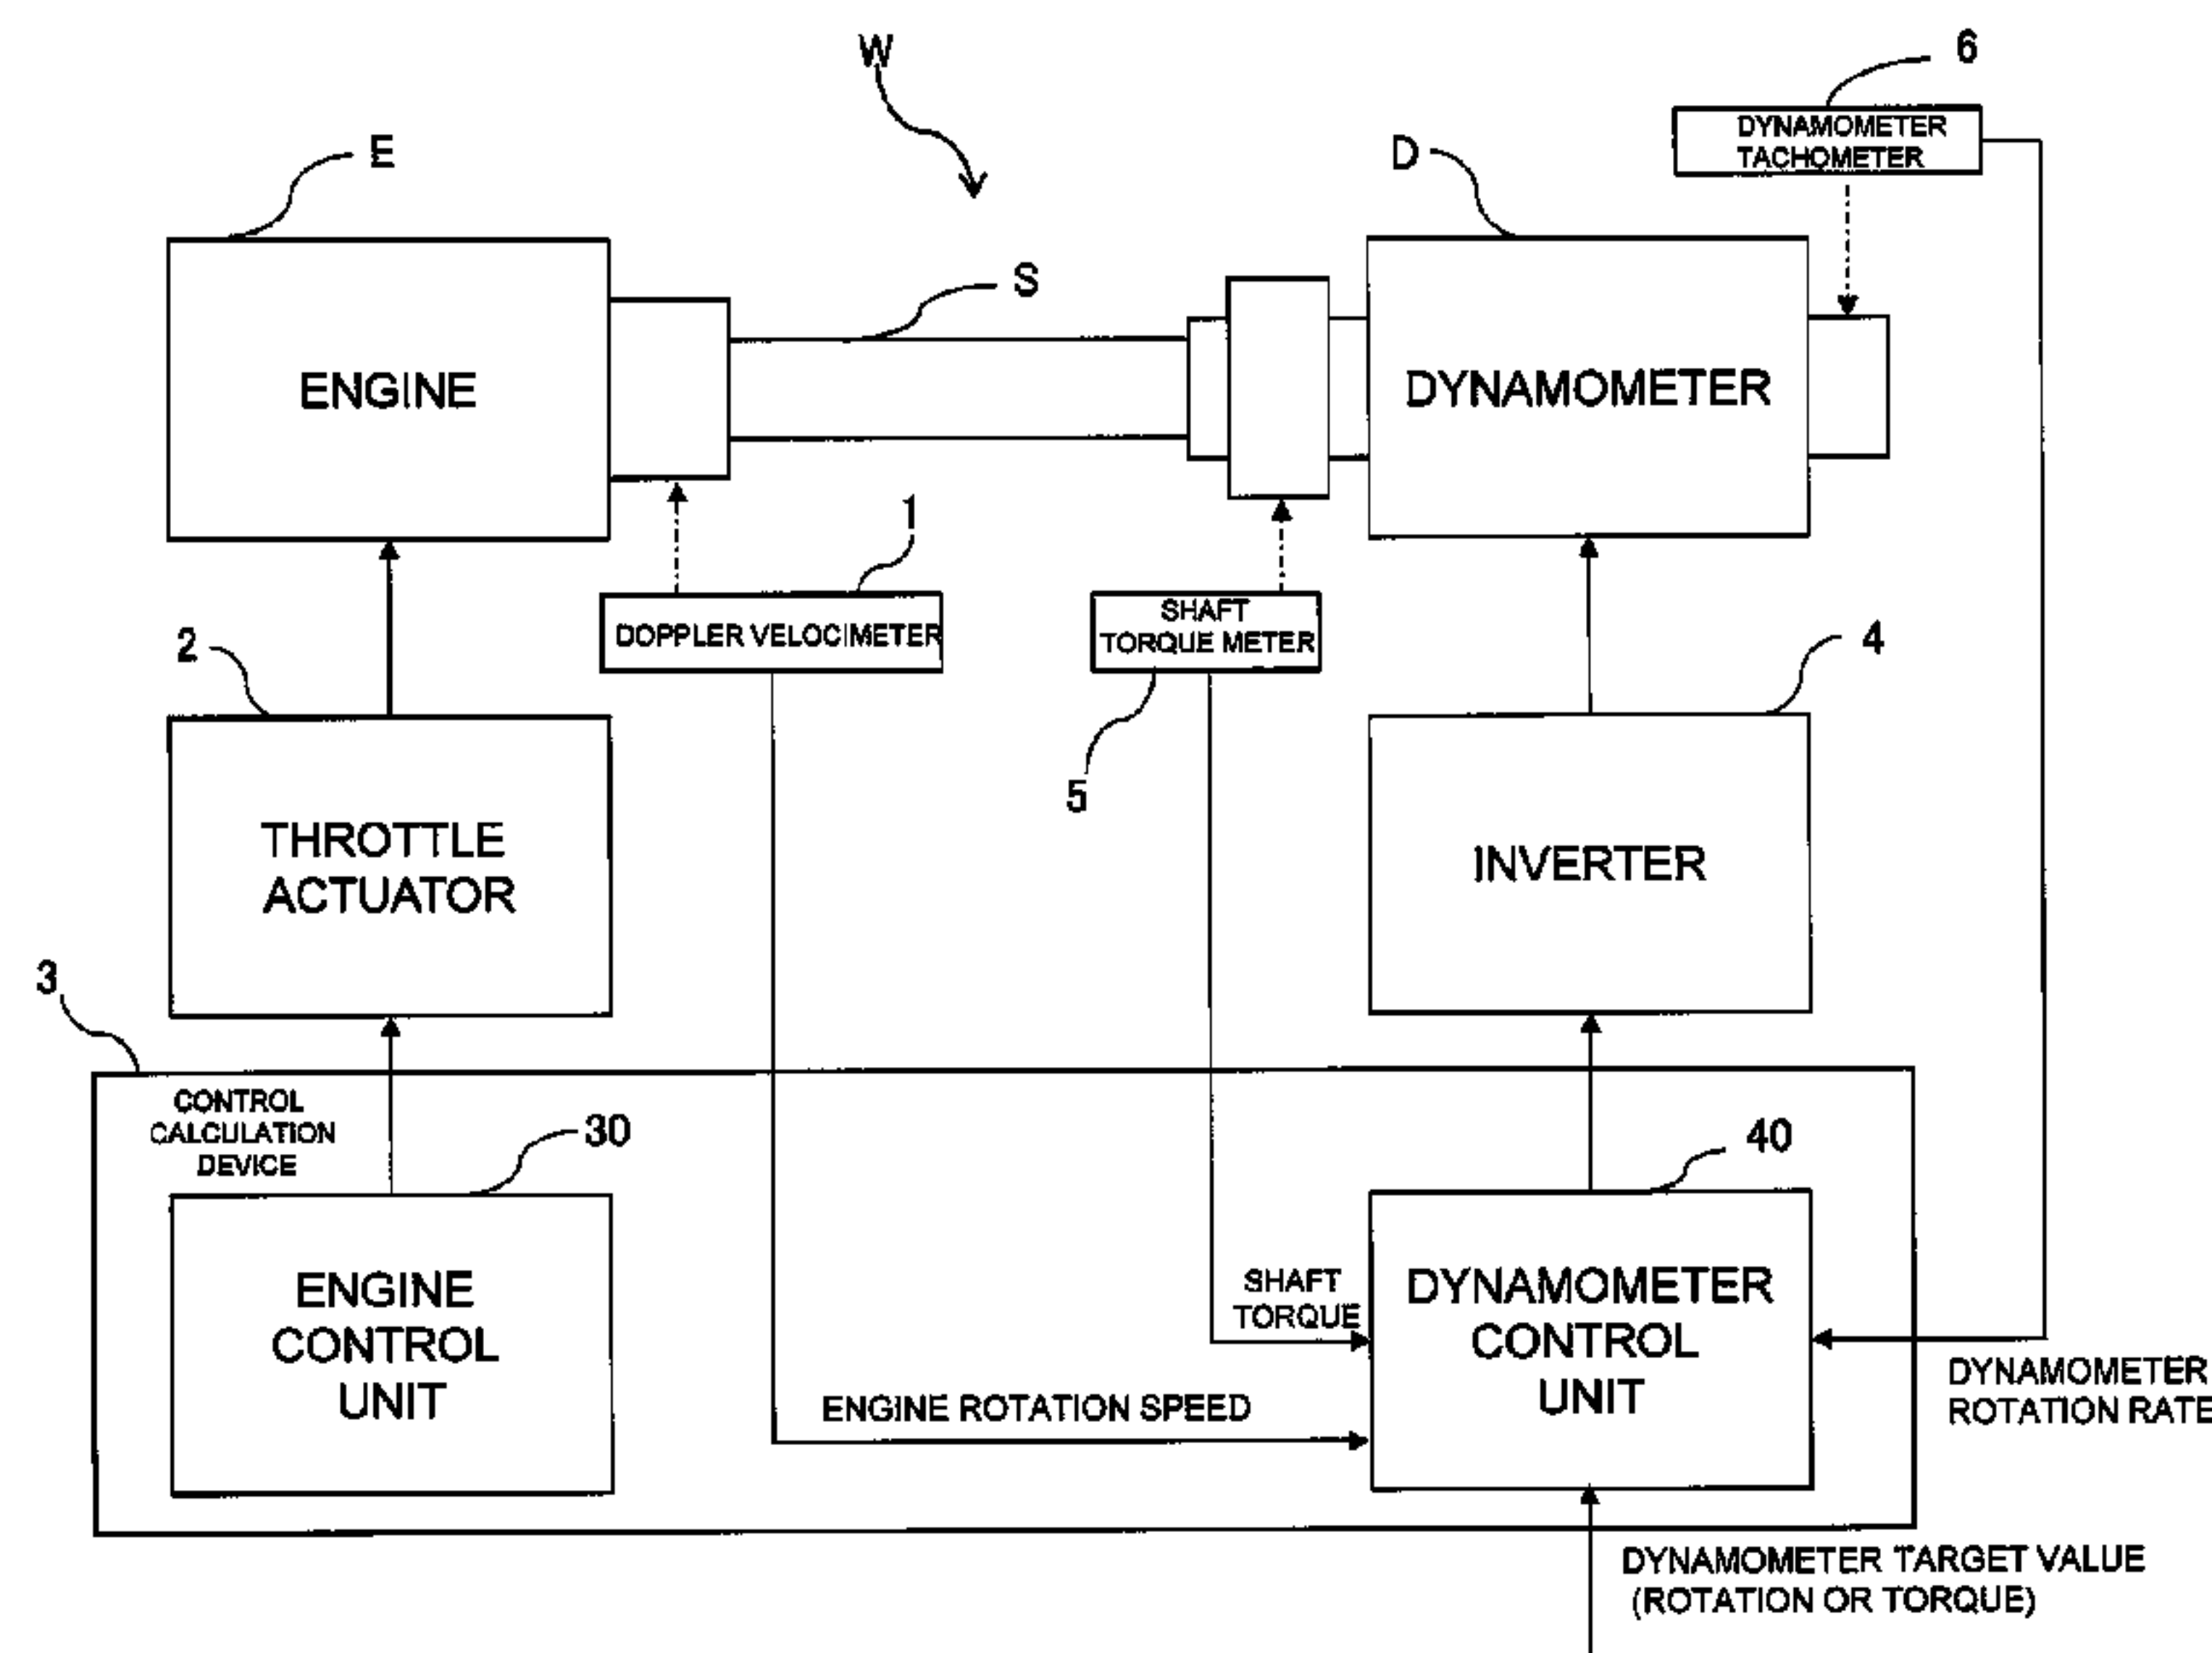 W
6
DYNAMOMETER
TACHOMETER
E
D
S
ENGINE
DYNAMOMETER
1
DOPPLER VELOCIMETER
SHAFT
TORQUE METER
2
4
5
THROTTLE
ACTUATOR
INVERTER
3
CONTROL
CALCULATION
DEVICE
30
40
ENGINE
CONTROL
UNIT
SHAFT
TORQUE
DYNAMOMETER
CONTROL
UNIT
ENGINE ROTATION SPEED
DYNAMOMETER
ROTATION RATE
DYNAMOMETER TARGET VALUE
(ROTATION OR TORQUE)